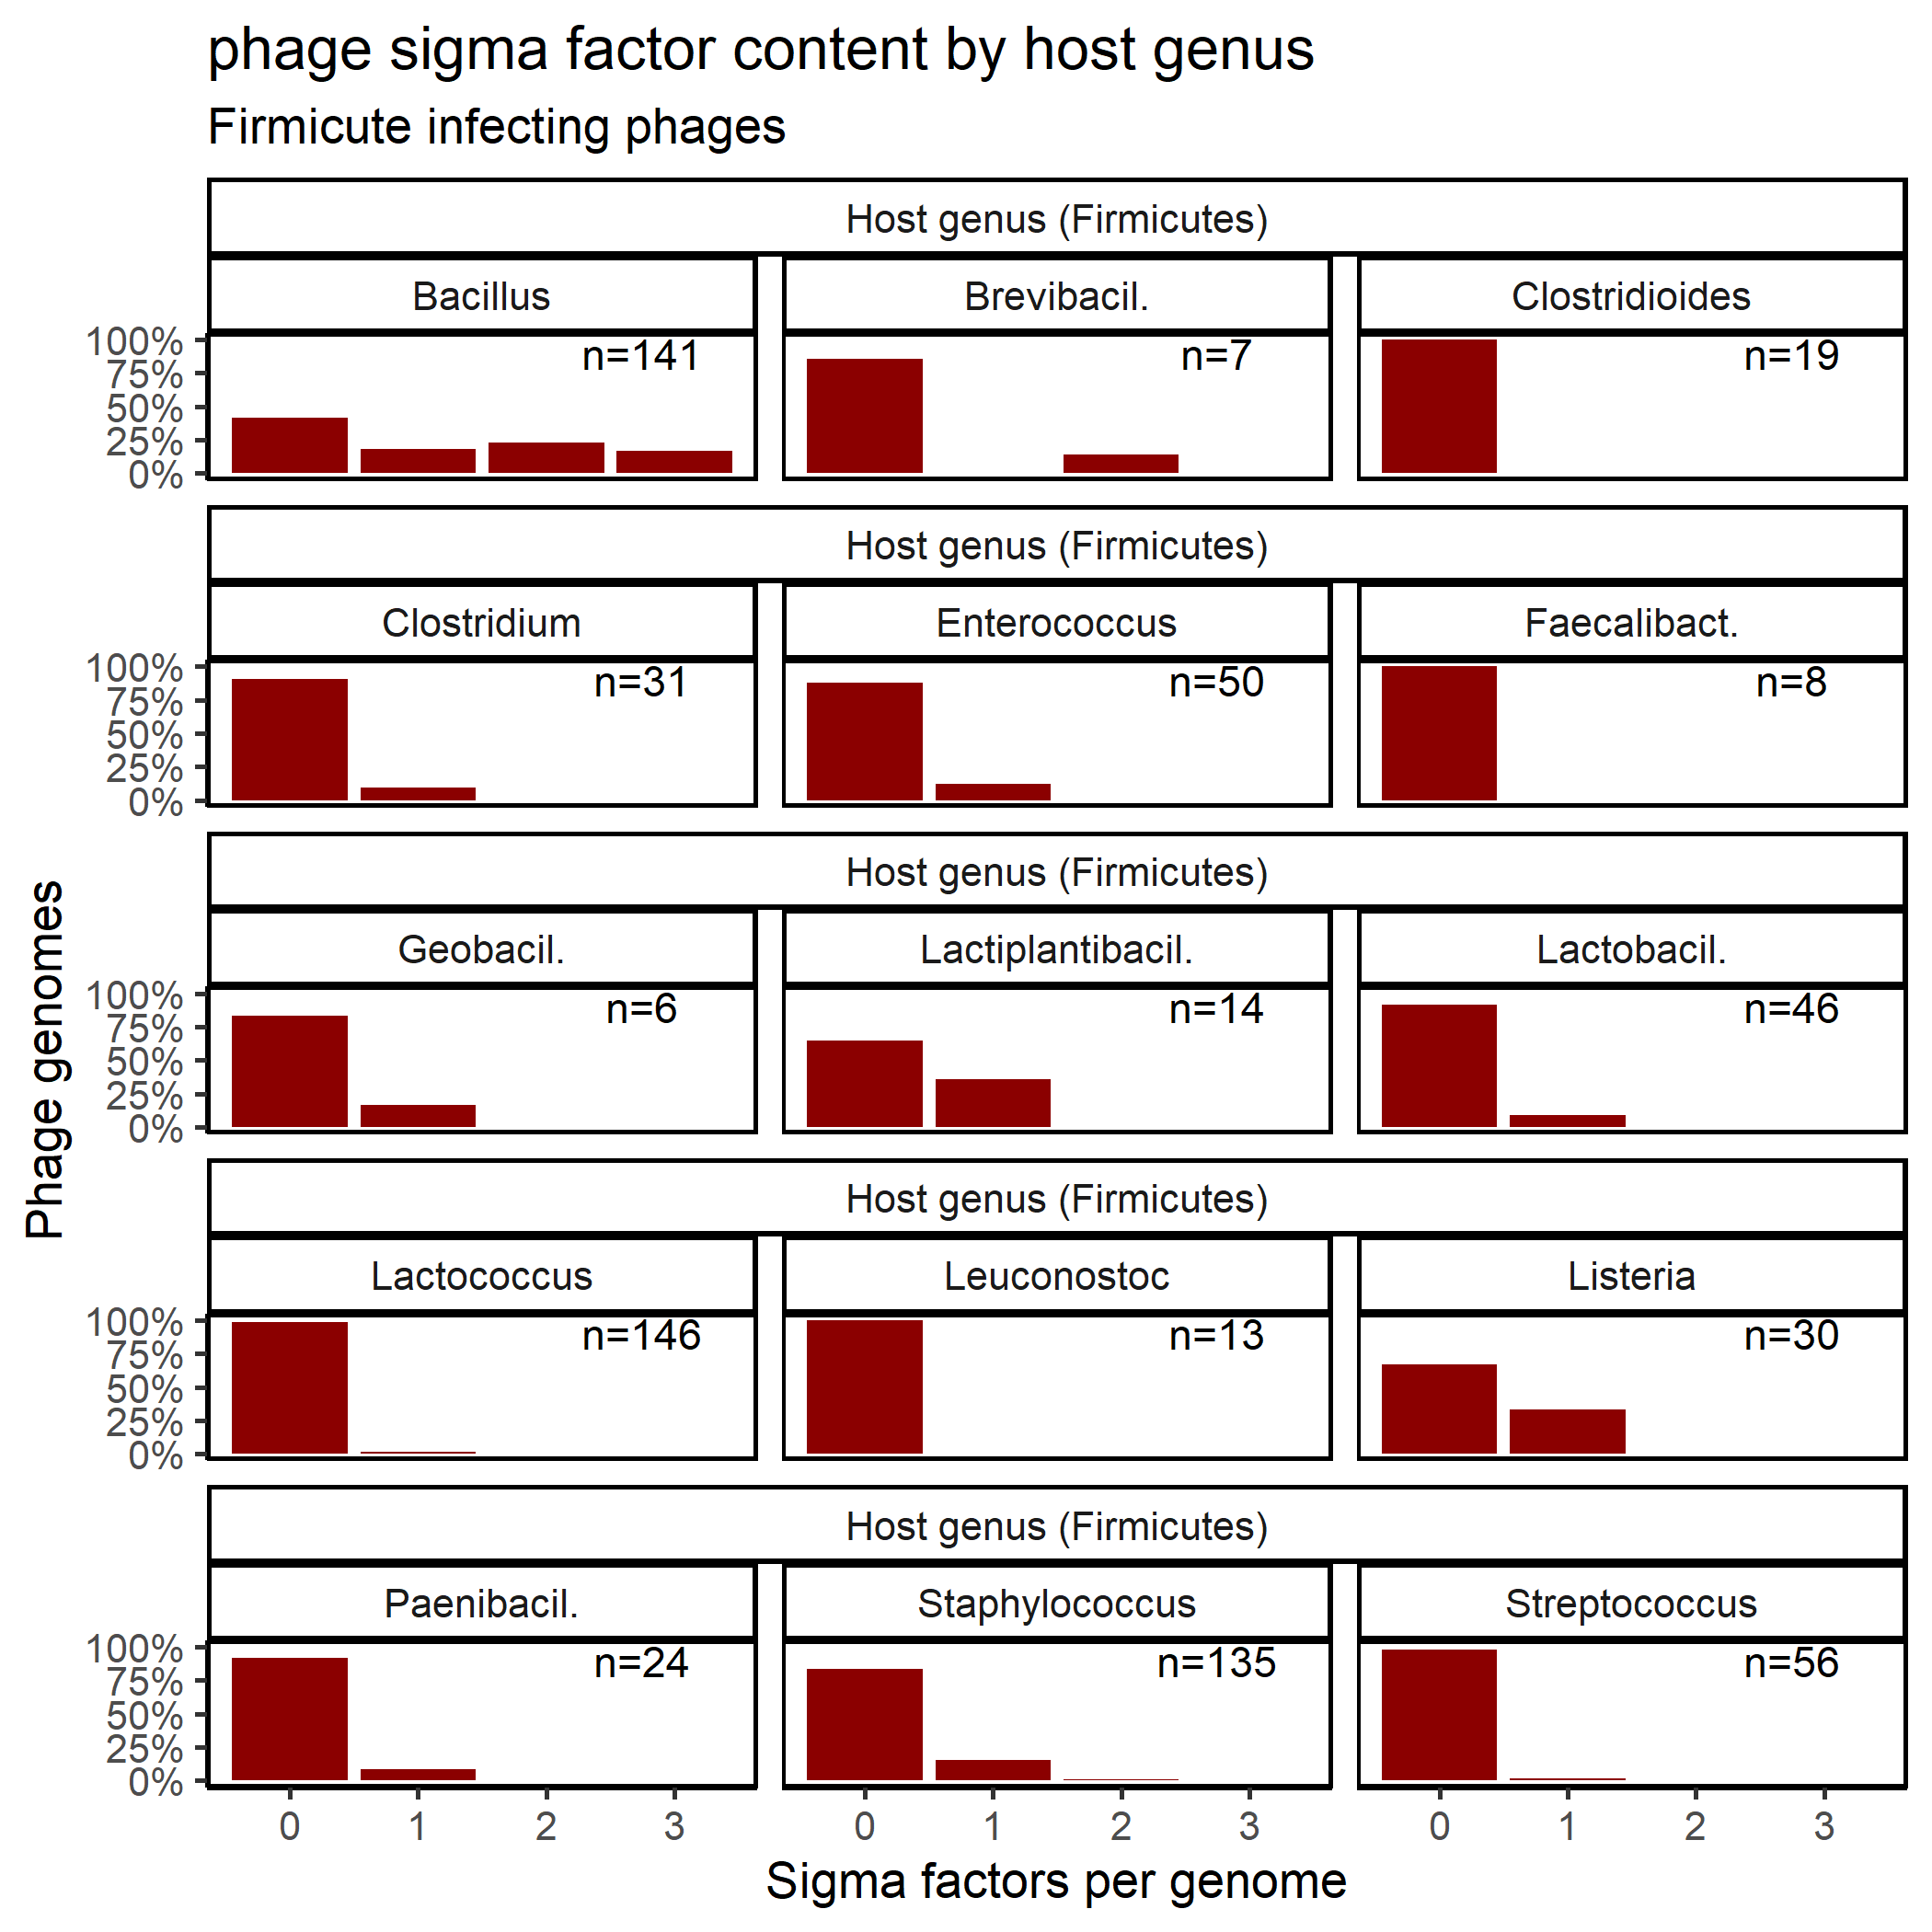 phage sigma factor content by host genus
Firmicute infecting phages
Host genus (Firmicutes)
Bacillus Brevibacil. Clostridioides
100%
75%
50%
25%
0%
n=141 n=7 n=19
Host genus (Firmicutes)
Clostridium Enterococcus Faecalibact.
100%
75%
50%
25%
0%
n=31 n=50 n=8
Host genus (Firmicutes)
Geobacil. Lactiplantibacil. Lactobacil.
100%
75%
50%
25%
0%
n=6 n=14 n=46
Host genus (Firmicutes)
Lactococcus Leuconostoc Listeria
100%
75%
50%
25%
0%
n=146 n=13 n=30
Host genus (Firmicutes)
Paenibacil. Staphylococcus Streptococcus
100%
75%
50%
25%
0%
n=24 n=135 n=56
0 1 2 3 0 1 2 3 0 1 2 3
Sigma factors per genome
Phage genomes